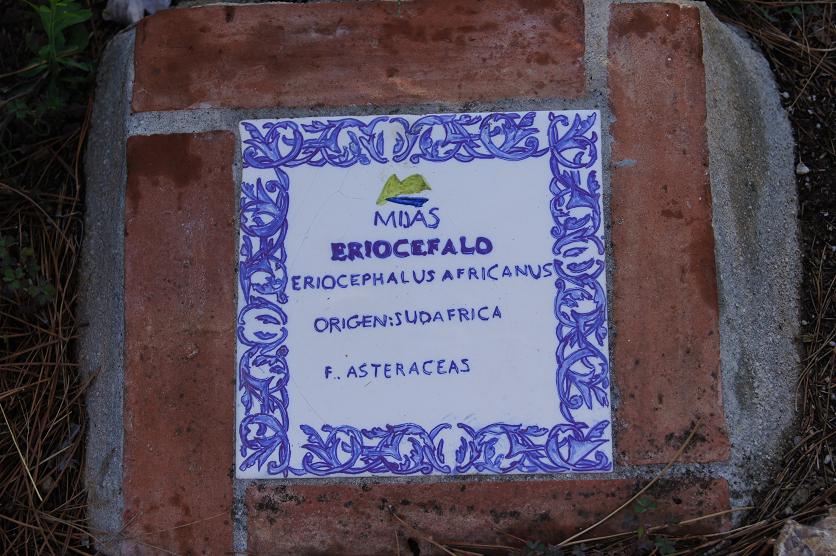 MIJAS
ERIOCEFALO
ERIOCEPHALUS AFRICANUS
ORIGEN:SUDAFRICA
F.. ASTERACEAS